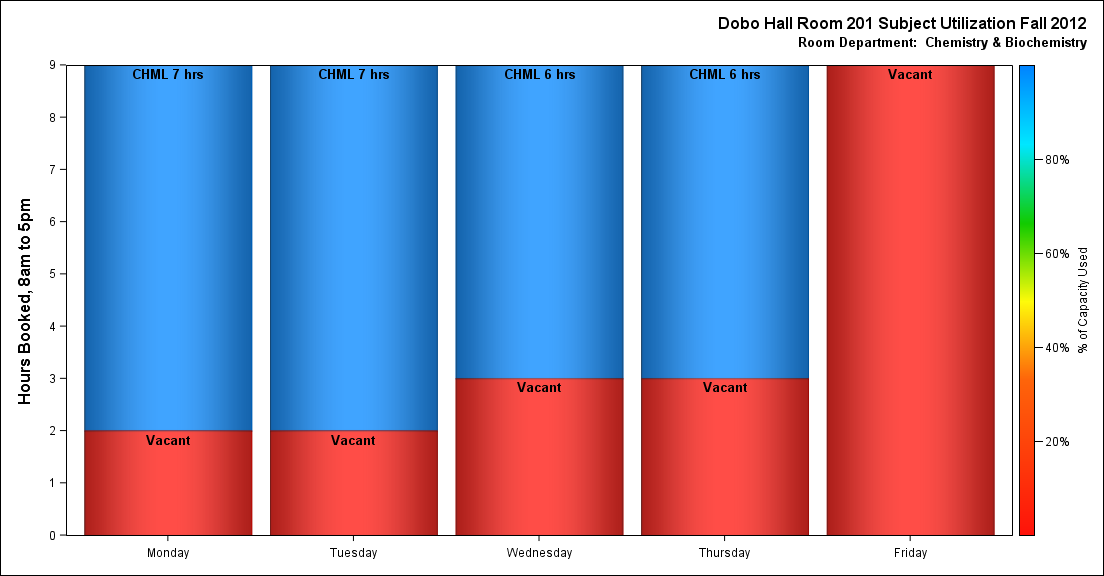 Dobo Hall Room 201 Subject Utilization Fall 2012
Room Department:  Chemistry & Biochemistry
Hours Booked, 8am to 5pm
9
8
7
6
5
4
3
2
1
0
CHML 7 hrs
CHML 7 hrs
CHML 6 hrs
CHML 6 hrs
Vacant
Vacant
Vacant
Vacant
Vacant
Monday
Tuesday
Wednesday
Thursday
Friday
80%
60%
40%
20%
% of Capacity Used